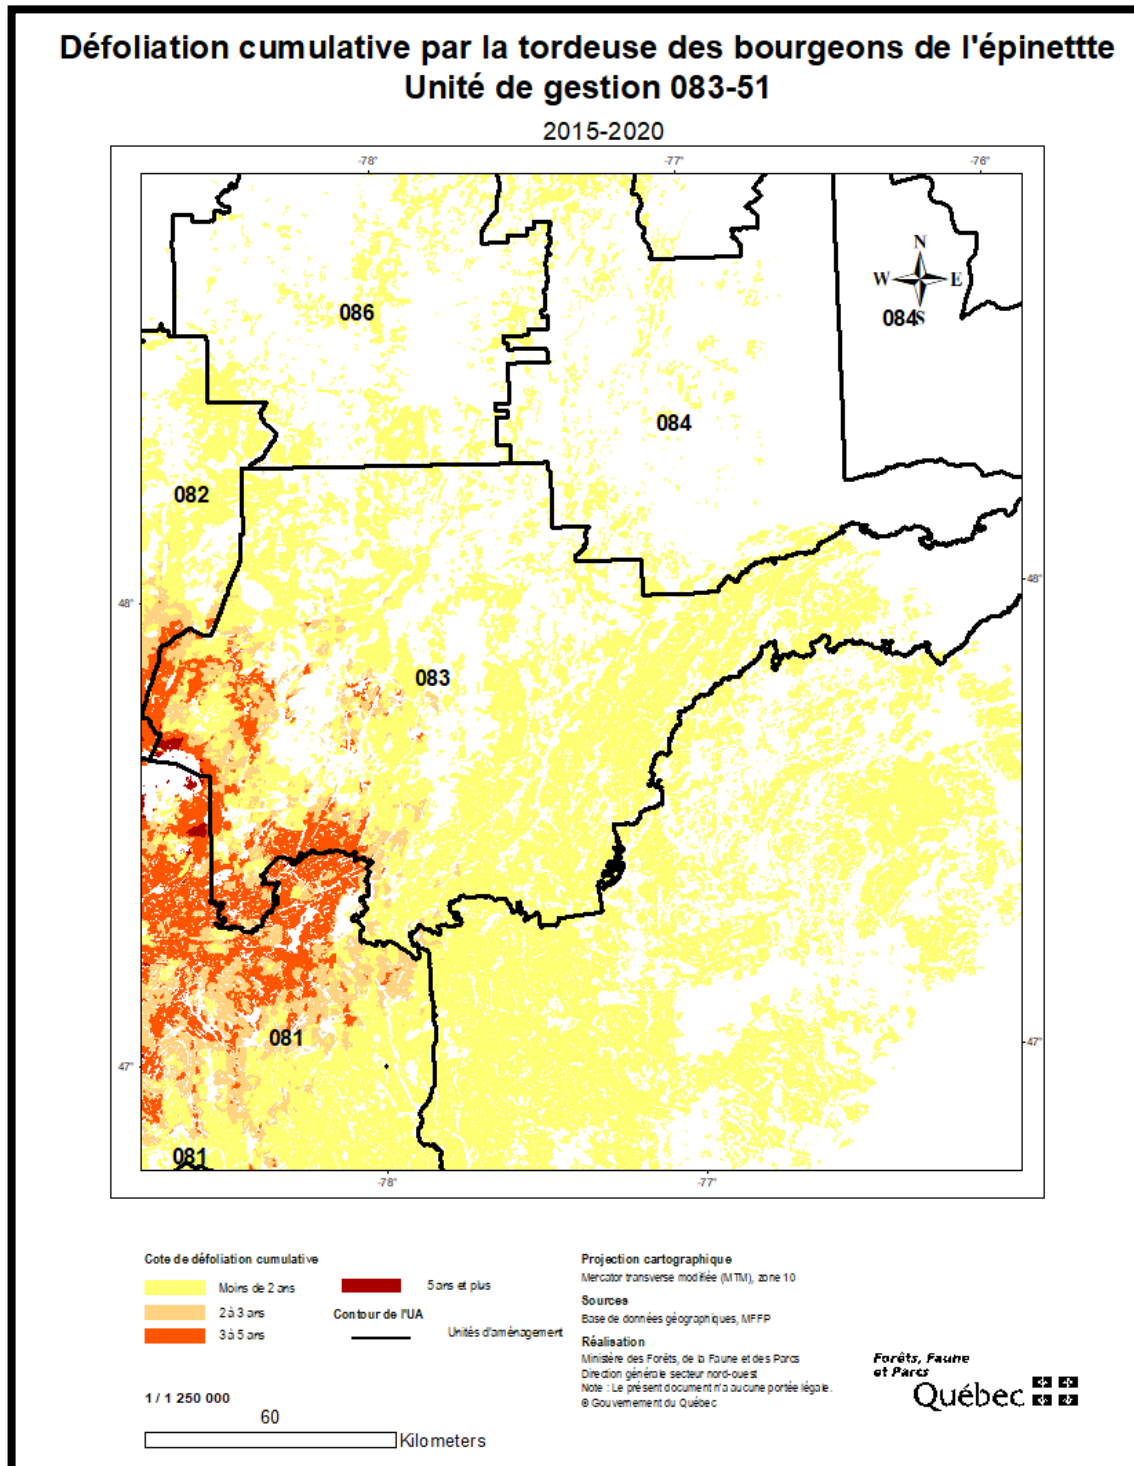 Défoliation cumulative par la tordeuse des bourgeons de l'épinettte
Unité de gestion 083-51
2015-2020
-78°
-77°
-76°
N
W E
S
086
084
084
082
48°
48°
083
081
47°
47°
081
-78°
-77°
Cote de défoliation cumulative
Moins de 2 ans
2 à 3 ans
3 à 5 ans
5 ans et plus
Contour de l'UA
Unités d'aménagement
1 / 1 250 000
60
Kilometers
Projection cartographique
Mercator transverse modifiée (MTM), zone 10
Sources
Base de données géographiques, MFFP
Réalisation
Ministère des Forêts, de la Faune et des Parcs
Direction générale secteur nord-ouest
Note : Le présent document n'a aucune portée légale.
© Gouvernement du Québec
Forêts, Faune
et Parcs
Québec